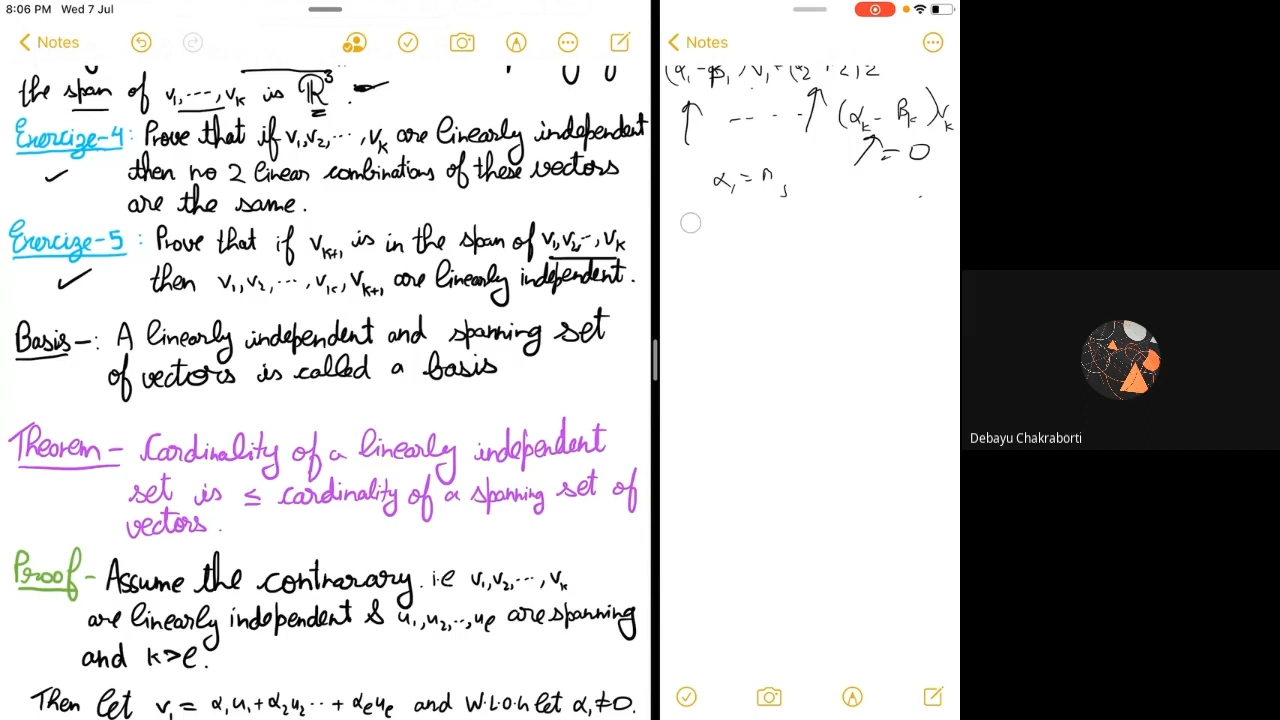 8:06 PM Wed 7 Jul
Notes
the span of v₁,---,vₖ is ℝ³.
Exercize-4: Prove that if v₁,v₂,···,vₖ are linearly independent
then no 2 linear combinations of these vectors
are the same.
Exercize-5: Prove that if vₖ₊₁ is in the span of v₁,v₂,··,vₖ
then v₁,v₂,···,vₖ,vₖ₊₁ are linearly independent.
Basis-: A linearly independent and spanning set
of vectors is called a basis
Theorem- Cardinality of a linearly independent
set is ≤ cardinality of a spanning set of
vectors.
Proof- Assume the contrarary. i.e v₁,v₂,···,vₖ
are linearly independent & u₁,u₂,··,uₑ are spanning
and k>e.
Then let v₁ = α₁u₁+α₂u₂··+αₑuₑ and W.L.O.G let α₁≠0.
Notes
---- (αₖ - βₖ)vₖ
= 0
Debayu Chakraborti